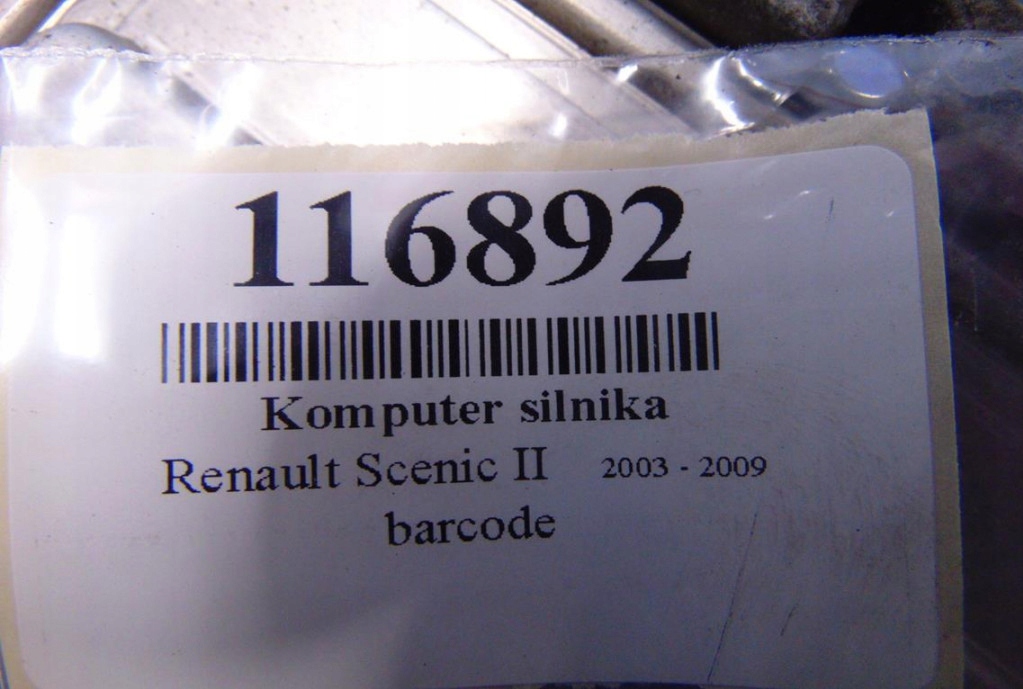 116892
Komputer silnika
Renault Scenic II 2003 - 2009
barcode